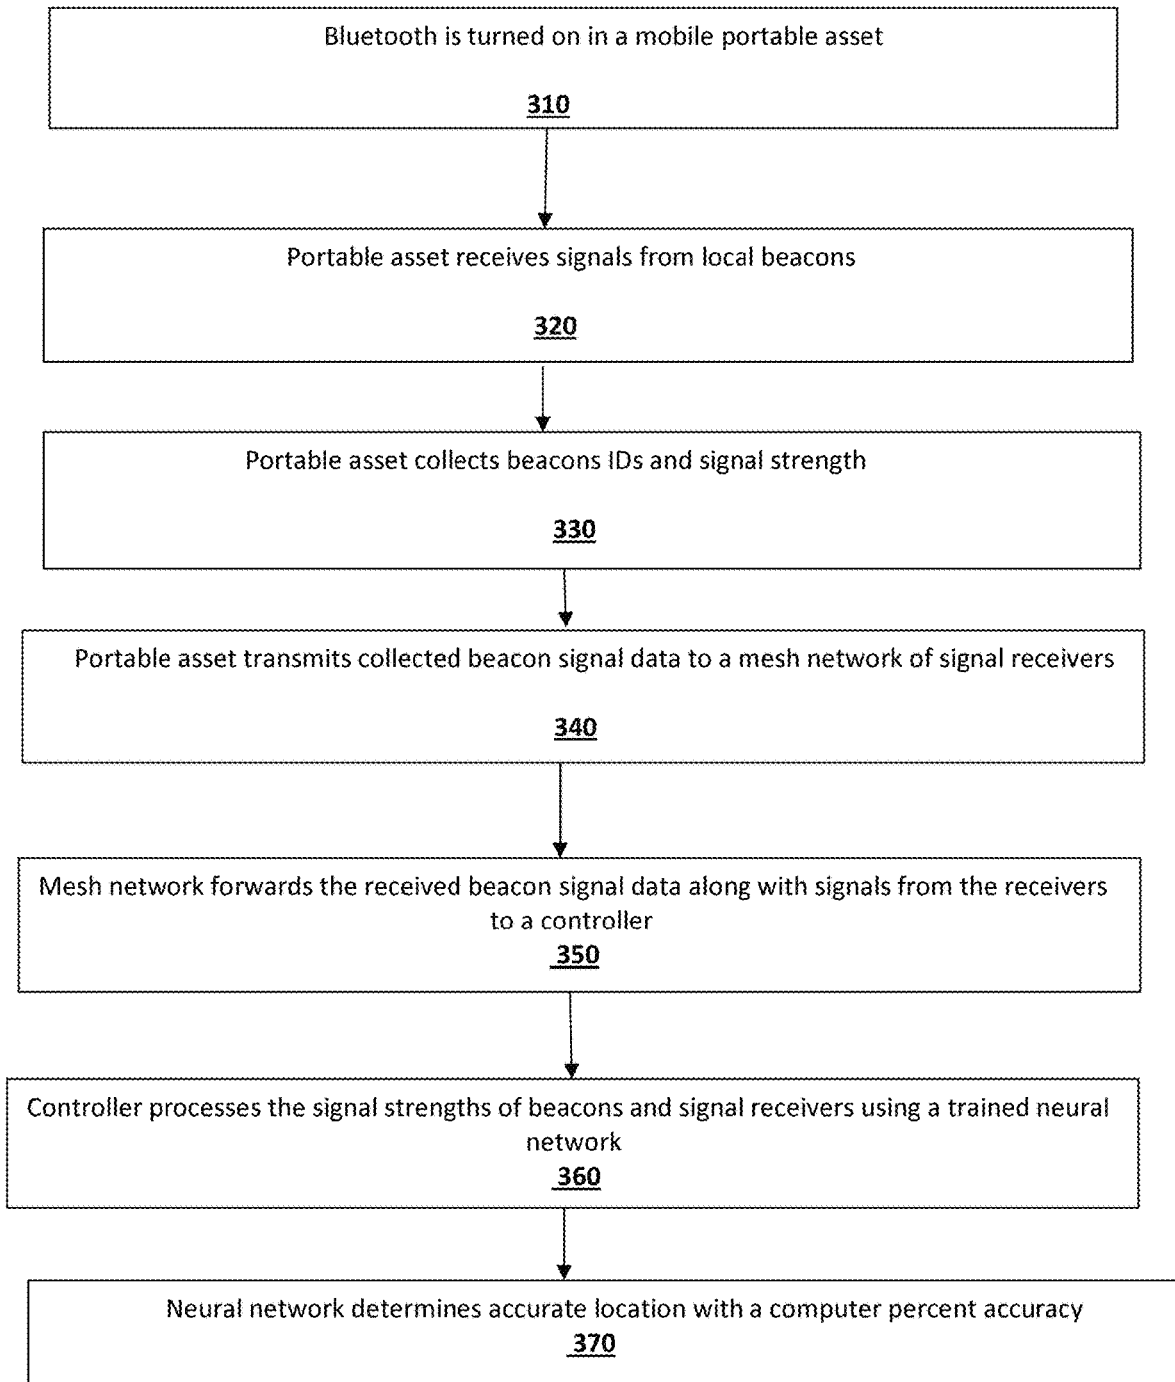 Bluetooth is turned on in a mobile portable asset
310
Portable asset receives signals from local beacons
320
Portable asset collects beacons IDs and signal strength
330
Portable asset transmits collected beacon signal data to a mesh network of signal receivers
340
Mesh network forwards the received beacon signal data along with signals from the receivers
to a controller
350
Controller processes the signal strengths of beacons and signal receivers using a trained neural
network
360
Neural network determines accurate location with a computer percent accuracy
370